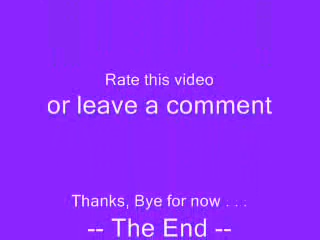 Rate this video
or leave a comment
Thanks, Bye for now . . .
-- The End --